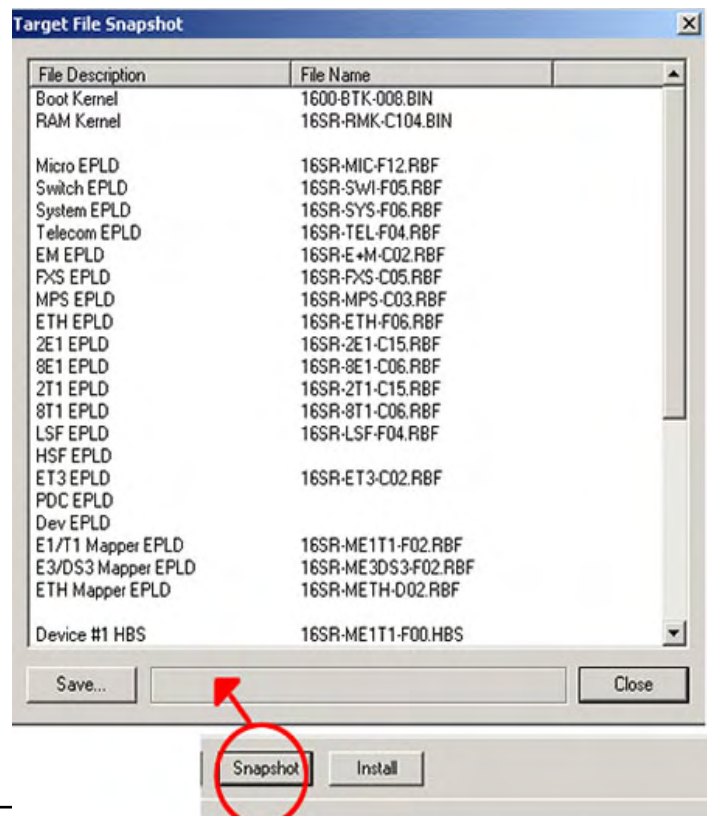 Target File Snapshot
File Description File Name
Boot Kernel 1600-BTK-008.BIN
RAM Kernel 16SR-RMK-C104.BIN
Micro EPLD 16SR-MIC-F12.RBF
Switch EPLD 16SR-SWI-F05.RBF
System EPLD 16SR-SYS-F06.RBF
Telecom EPLD 16SR-TEL-F04.RBF
EM EPLD 16SR-E+M-C02.RBF
FXS EPLD 16SR-FXS-C05.RBF
MPS EPLD 16SR-MPS-C03.RBF
ETH EPLD 16SR-ETH-F06.RBF
2E1 EPLD 16SR-2E1-C15.RBF
8E1 EPLD 16SR-8E1-C06.RBF
2T1 EPLD 16SR-2T1-C15.RBF
8T1 EPLD 16SR-8T1-C06.RBF
LSF EPLD 16SR-LSF-F04.RBF
HSF EPLD
ET3 EPLD 16SR-ET3-C02.RBF
PDC EPLD
Dev EPLD
E1/T1 Mapper EPLD 16SR-ME1T1-F02.RBF
E3/DS3 Mapper EPLD 16SR-ME3DS3-F02.RBF
ETH Mapper EPLD 16SR-METH-D02.RBF
Device #1 HBS 16SR-ME1T1-F00.HBS
Save... Close
Snapshot Install